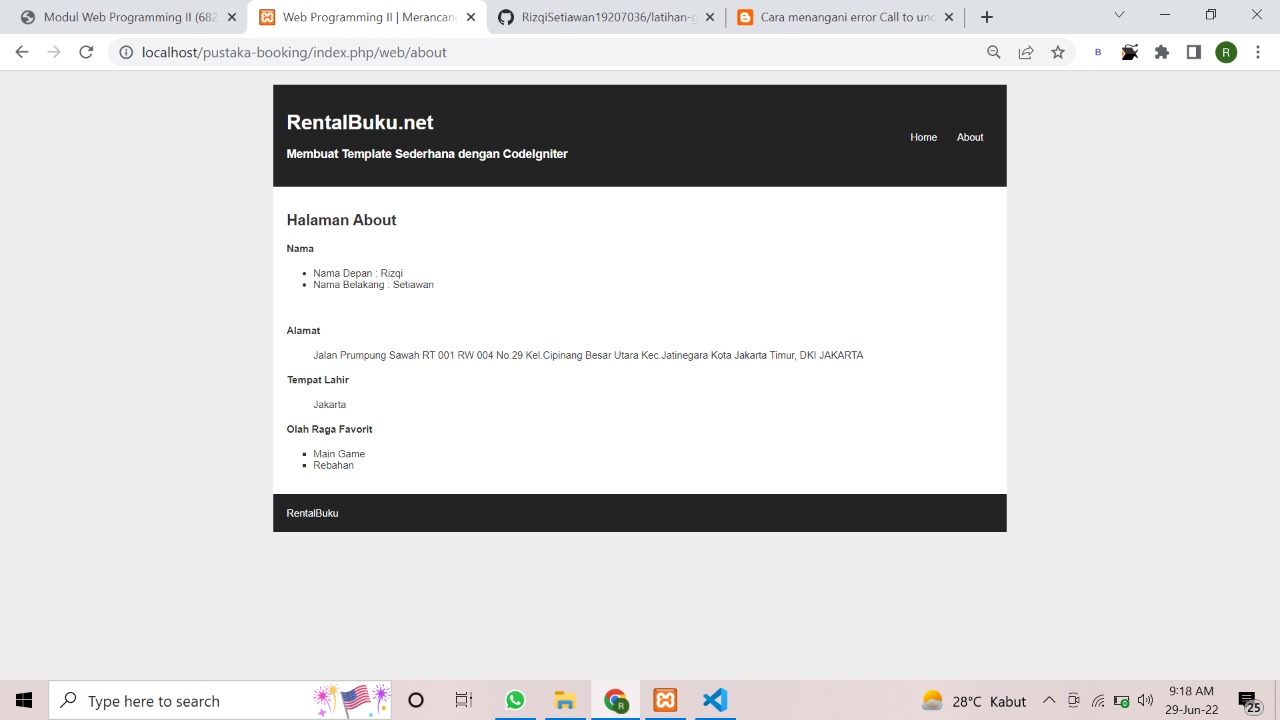 Modul Web Programming II (682
Web Programming II | Merancang
RizqiSetiawan19207036/latihan-g
Cara menangani error Call to und
localhost/pustaka-booking/index.php/web/about
B
R
RentalBuku.net
Membuat Template Sederhana dengan CodeIgniter
Home
About
Halaman About
Nama
Nama Depan : Rizqi
Nama Belakang : Setiawan
Alamat
Jalan Prumpung Sawah RT 001 RW 004 No.29 Kel.Cipinang Besar Utara Kec.Jatinegara Kota Jakarta Timur, DKI JAKARTA
Tempat Lahir
Jakarta
Olah Raga Favorit
Main Game
Rebahan
RentalBuku
Type here to search
R
28°C Kabut
9:18 AM
29-Jun-22
25